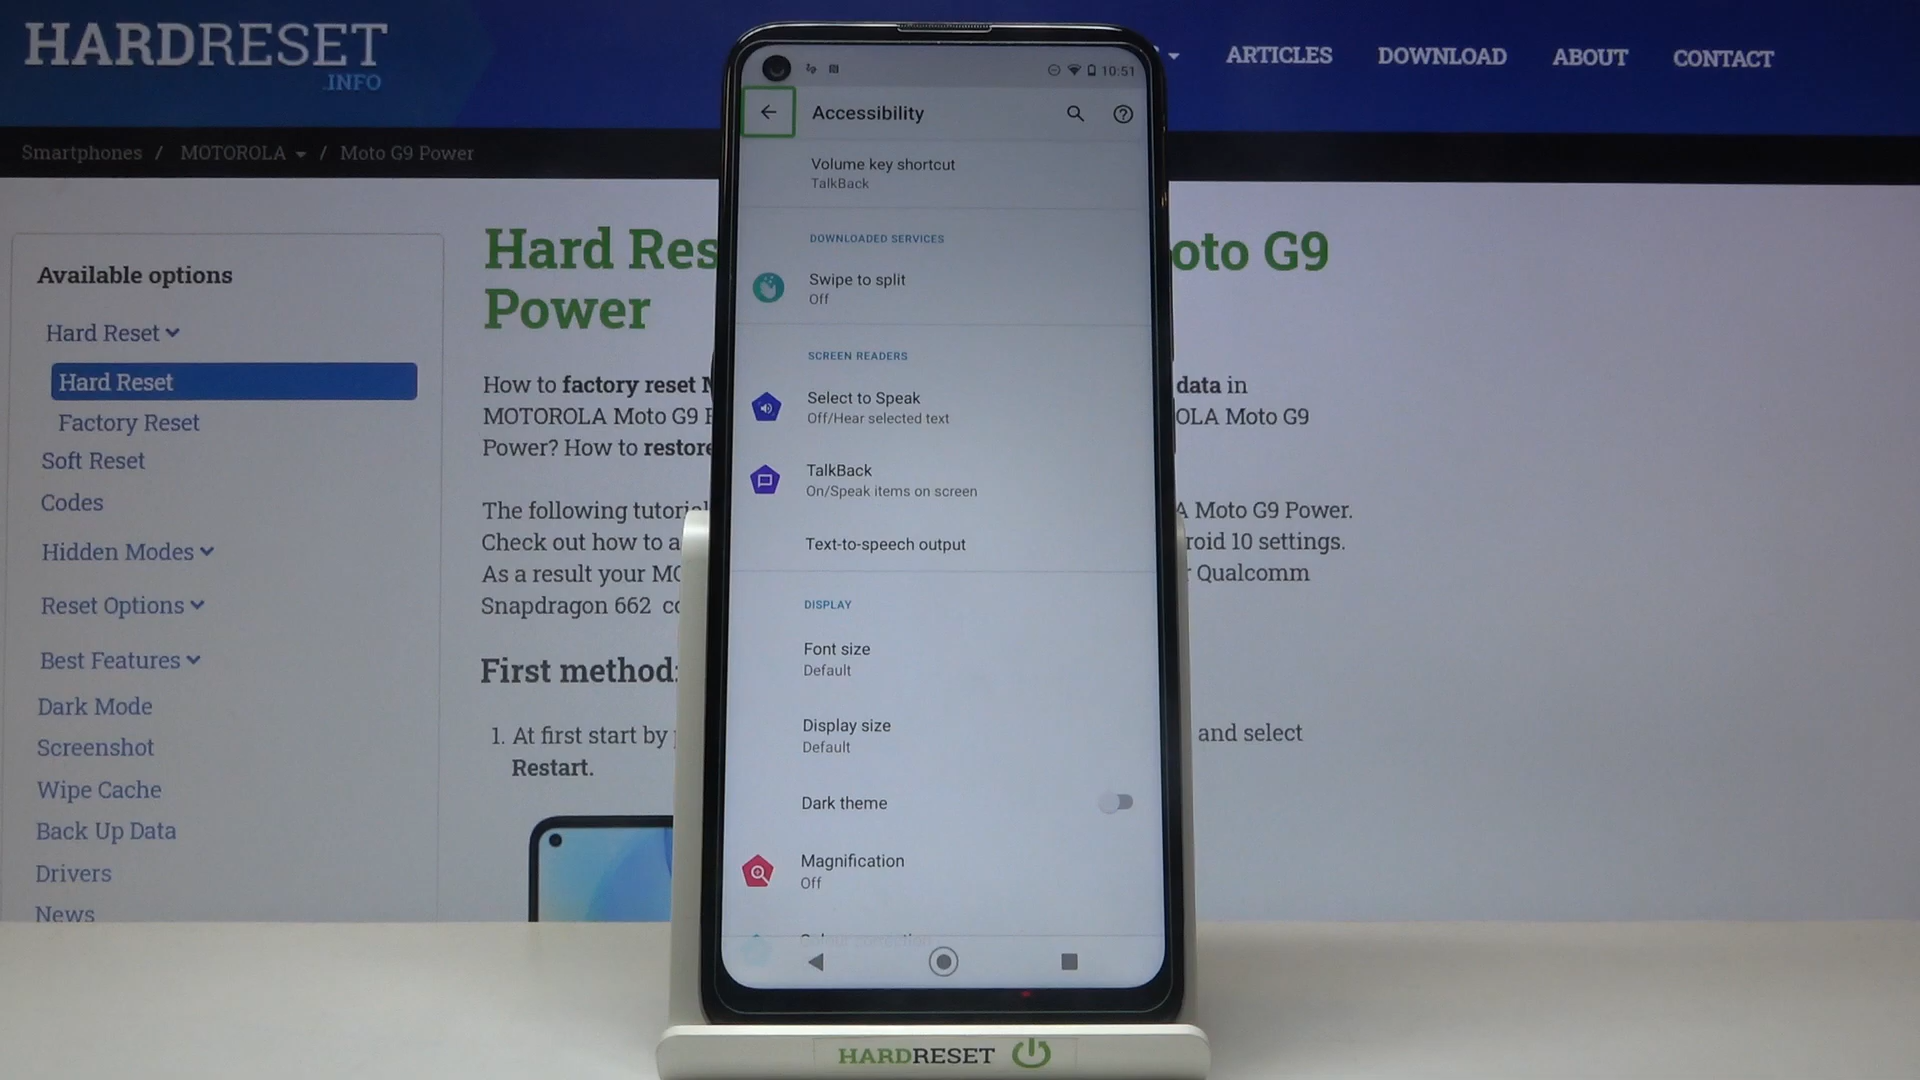 HARDRESET
.INFO
ARTICLES
DOWNLOAD
ABOUT
CONTACT
Smartphones / MOTOROLA / Moto G9 Power
Available options
Hard Reset
Hard Reset
Factory Reset
Soft Reset
Codes
Hidden Modes
Reset Options
Best Features
Dark Mode
Screenshot
Wipe Cache
Back Up Data
Drivers
News
Hard Res
oto G9
Power
How to factory reset
data in
MOTOROLA Moto G9
OLA Moto G9
Power? How to restore
The following tutorial
A Moto G9 Power.
Check out how to a
roid 10 settings.
As a result your MO
Qualcomm
Snapdragon 662 co
First method:
1. At first start by
and select
Restart.
10:51
Accessibility
Volume key shortcut
TalkBack
DOWNLOADED SERVICES
Swipe to split
Off
SCREEN READERS
Select to Speak
Off/Hear selected text
TalkBack
On/Speak items on screen
Text-to-speech output
DISPLAY
Font size
Default
Display size
Default
Dark theme
Magnification
Off
Colour correction
HARDRESET